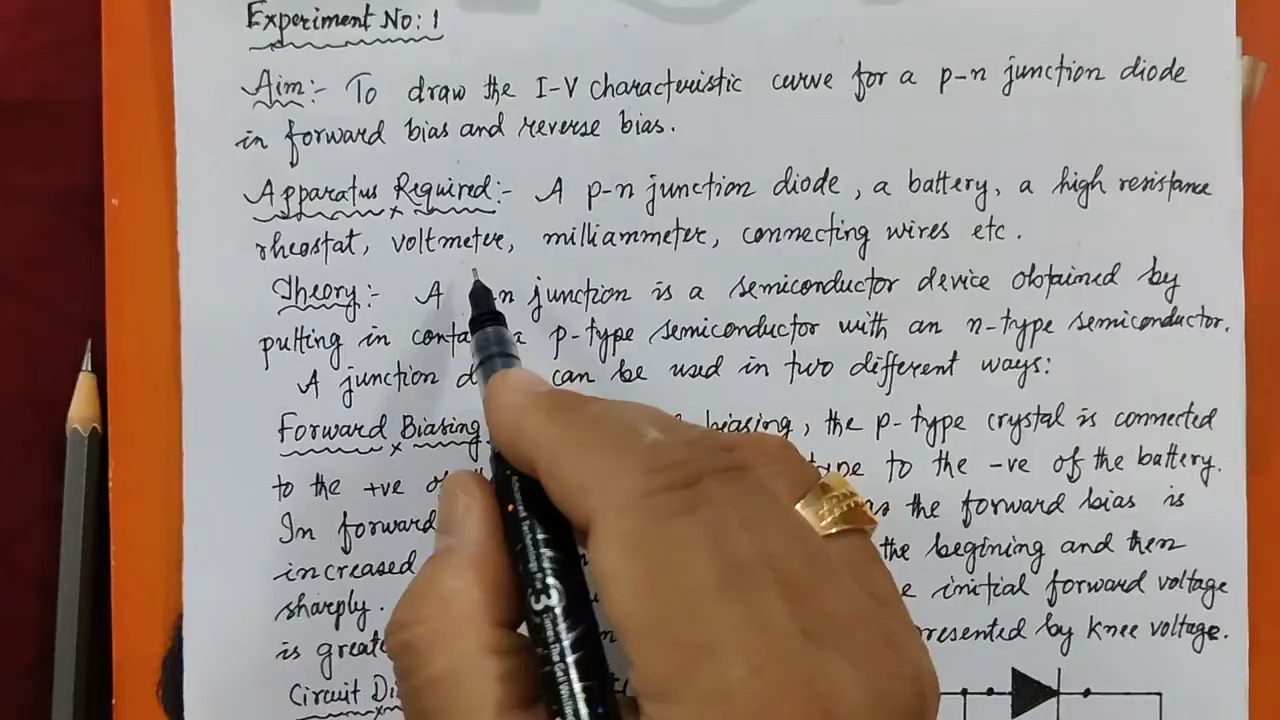 Experiment No: 1
Aim:- To draw the I-V characteristic curve for a p-n junction diode
in forward bias and reverse bias.
Apparatus Required:- A p-n junction diode, a battery, a high resistance
rheostat, voltmeter, milliammeter, connecting wires etc.
Theory:- A n junction is a semiconductor device obtained by
putting in a p-type semiconductor with an n-type semiconductor.
A junction can be used in two different ways:
Forward Biasing biasing, the p-type crystal is connected
to the +ve to the -ve of the battery.
In forward the forward bias is
increased the begining and then
sharply. initial forward voltage
is by knee voltage.
Circuit